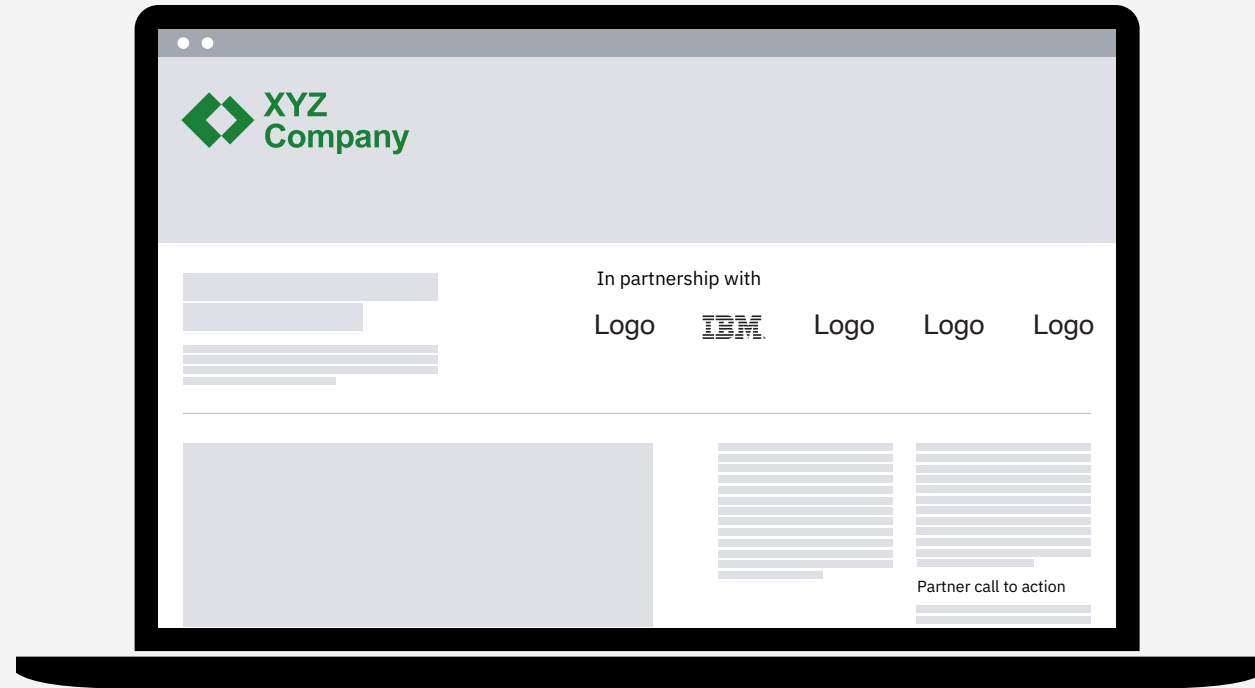 XYZ
Company
In partnership with
Logo IBM Logo Logo Logo
Partner call to action